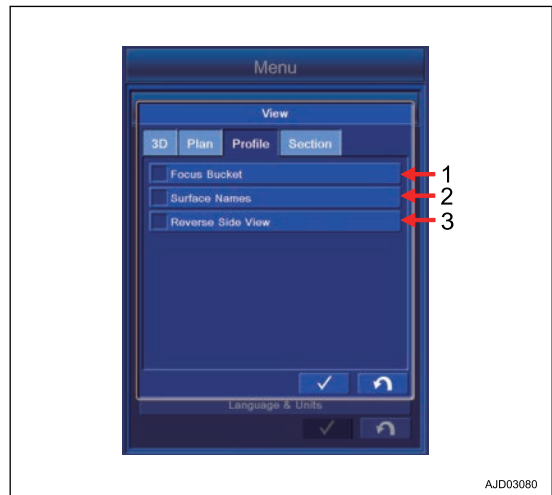 Menu
View
3D Plan Profile Section
Focus Bucket 1
Surface Names 2
Reverse Side View 3
Language & Units
AJD03080